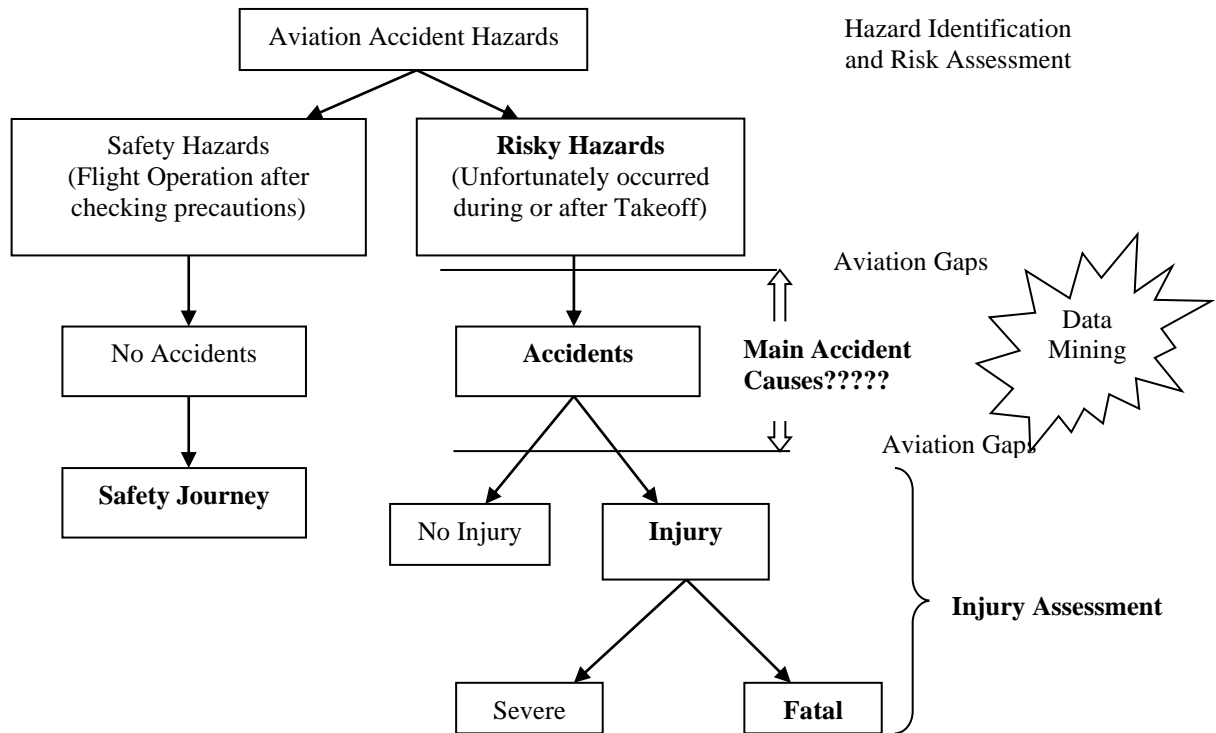 Aviation Accident Hazards
Hazard Identification
and Risk Assessment
Safety Hazards
(Flight Operation after
checking precautions)
Risky Hazards
(Unfortunately occurred
during or after Takeoff)
Aviation Gaps
Data
Mining
No Accidents
Accidents
Main Accident
Causes?????
Aviation Gaps
Safety Journey
No Injury
Injury
Injury Assessment
Severe
Fatal